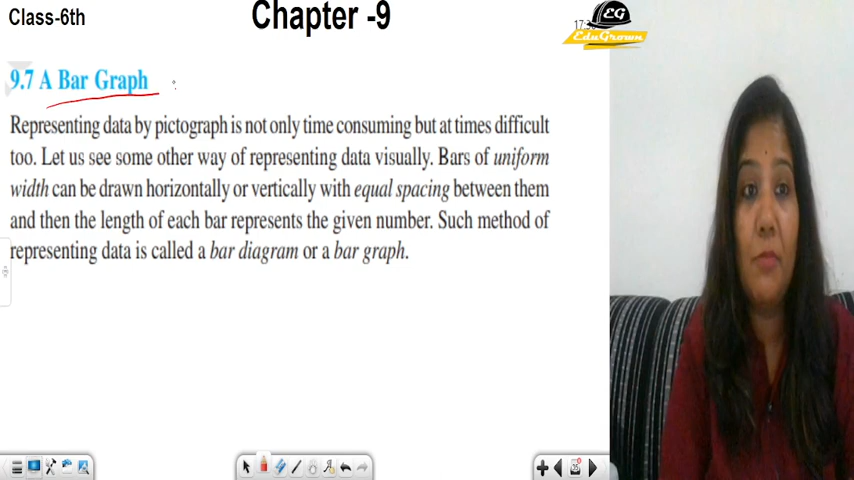 Class-6th
Chapter -9
EG
EduGrown
9.7 A Bar Graph
Representing data by pictograph is not only time consuming but at times difficult
too. Let us see some other way of representing data visually. Bars of uniform
width can be drawn horizontally or vertically with equal spacing between them
and then the length of each bar represents the given number. Such method of
representing data is called a bar diagram or a bar graph.